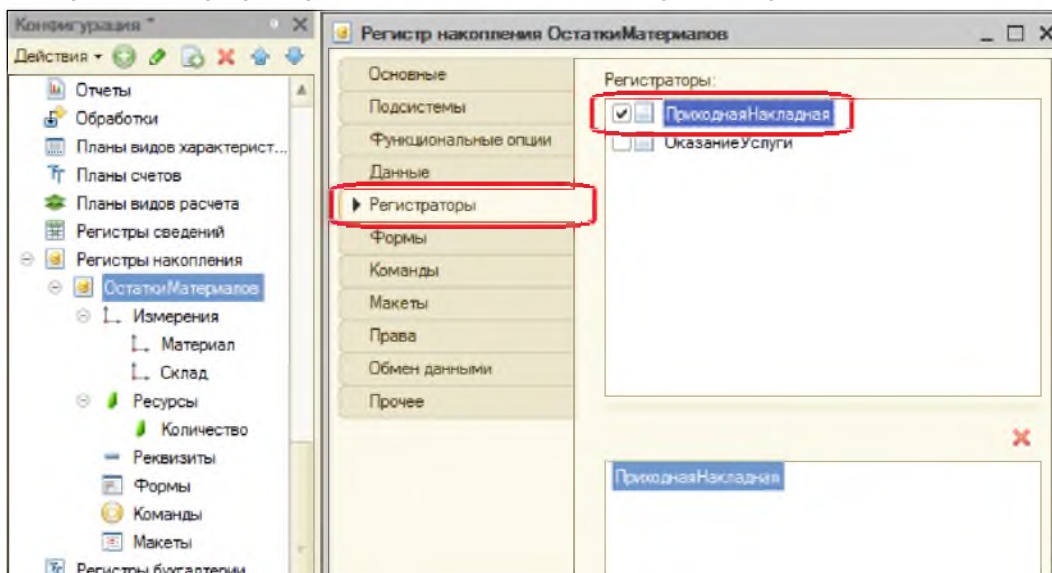 Конфигурация *
Действия
Отчеты
Обработки
Планы видов характерист...
Планы счетов
Планы видов расчета
Регистры сведений
Регистры накопления
ОстаткиМатериалов
Измерения
Материал
Склад
Ресурсы
Количество
Реквизиты
Формы
Команды
Макеты
Регистры бухгалтерии
Регистр накопления ОстаткиМатериалов
Основные
Подсистемы
Функциональные опции
Данные
Регистраторы
Формы
Команды
Макеты
Права
Обмен данными
Прочее
Регистраторы:
ПриходнаяНакладная
ОказаниеУслуги
ПриходнаяНакладная